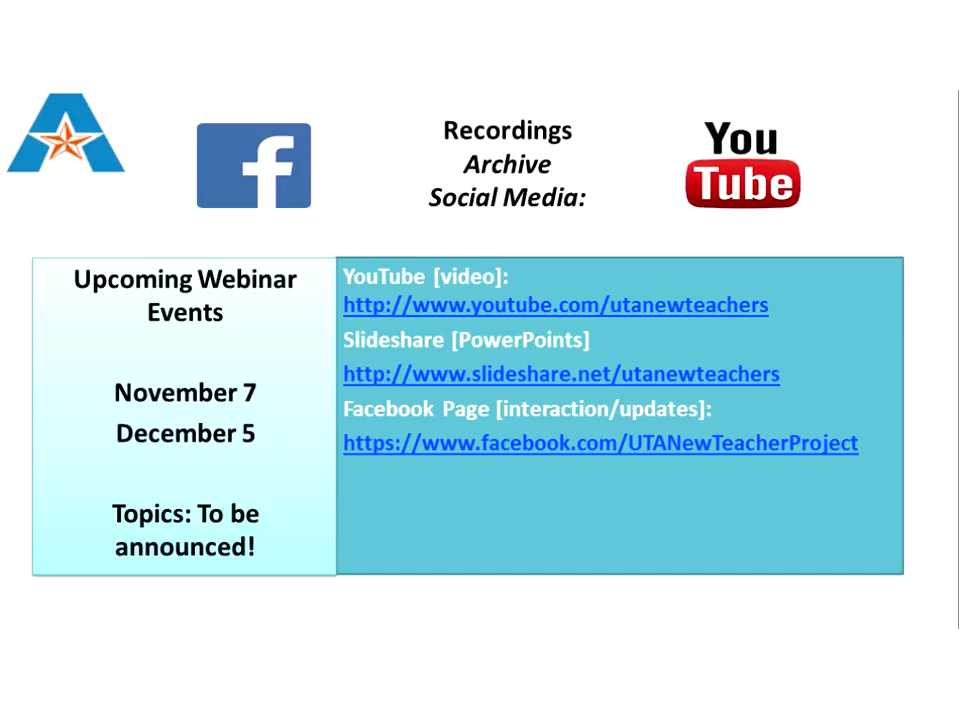 Recordings
Archive
Social Media:
You
Tube
Upcoming Webinar
Events
November 7
December 5
Topics: To be
announced!
YouTube [video]:
http://www.youtube.com/utanewteachers
Slideshare [PowerPoints]
http://www.slideshare.net/utanewteachers
Facebook Page [interaction/updates]:
https://www.facebook.com/UTANewTeacherProject